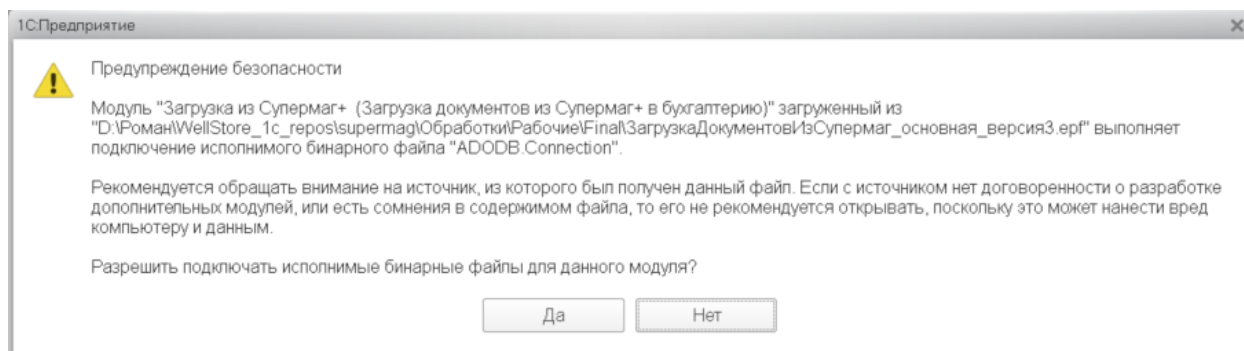 1С:Предприятие
Предупреждение безопасности
Модуль "Загрузка из Супермаг+ (Загрузка документов из Супермаг+ в бухгалтерию)" загруженный из
"D:\Роман\WellStore_1c_repos\supermag\Обработки\Рабочие\Final\ЗагрузкаДокументовИзСупермаг_основная_версия3.epf" выполняет
подключение исполнимого бинарного файла "ADODB.Connection".
Рекомендуется обращать внимание на источник, из которого был получен данный файл. Если с источником нет договоренности о разработке
дополнительных модулей, или есть сомнения в содержимом файла, то его не рекомендуется открывать, поскольку это может нанести вред
компьютеру и данным.
Разрешить подключать исполнимые бинарные файлы для данного модуля?
Да Нет